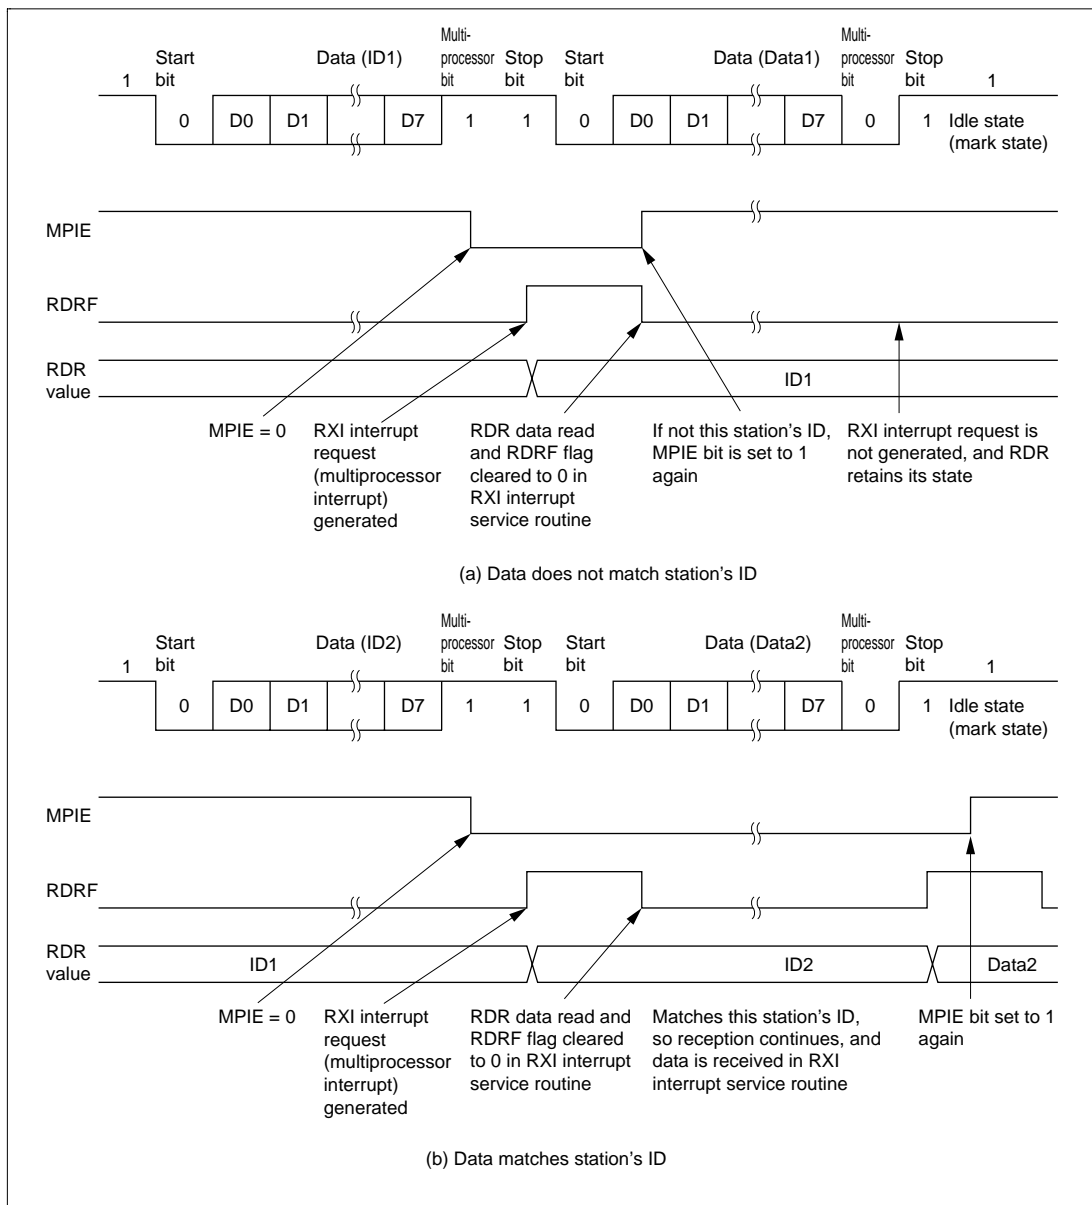 Multi-
Start Data (ID1) processor Stop Start Data (Data1)
bit bit bit bit
Multi-
processor Stop
bit bit
1 1
0 D0 D1 D7 1 1 0 D0 D1 D7 0 1 Idle state
(mark state)
MPIE
RDRF
RDR
value
ID1
MPIE = 0
RXI interrupt
request
(multiprocessor
interrupt)
generated
RDR data read
and RDRF flag
cleared to 0 in
RXI interrupt
service routine
If not this station's ID,
MPIE bit is set to 1
again
RXI interrupt request is
not generated, and RDR
retains its state
(a) Data does not match station's ID
Multi-
Start Data (ID2) processor Stop Start Data (Data2)
bit bit bit bit
Multi-
processor Stop
bit bit
1 1
0 D0 D1 D7 1 1 0 D0 D1 D7 0 1 Idle state
(mark state)
MPIE
RDRF
RDR
value
ID1 ID2 Data2
MPIE = 0
RXI interrupt
request
(multiprocessor
interrupt)
generated
RDR data read and
RDRF flag cleared
to 0 in RXI interrupt
service routine
Matches this station's ID,
so reception continues, and
data is received in RXI
interrupt service routine
MPIE bit set to 1
again
(b) Data matches station's ID